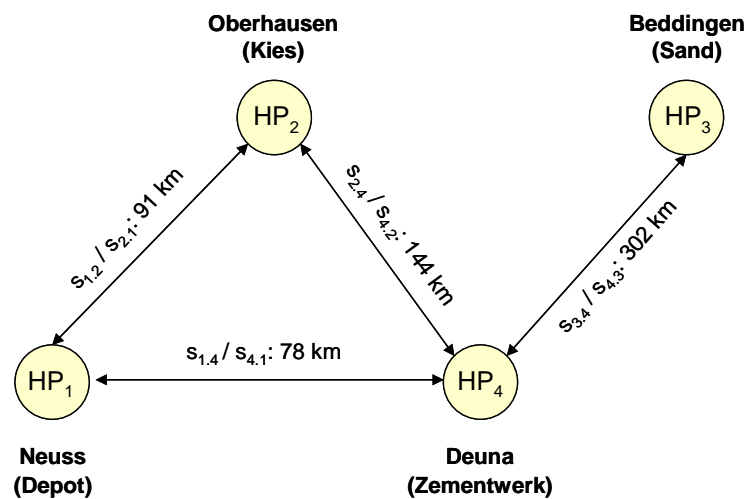 Oberhausen
(Kies)
Beddingen
(Sand)
HP₂
HP₃
s₁.₂ / s₂.₁: 91 km
s₂.₄ / s₄.₂: 144 km
s₃.₄ / s₄.₃: 302 km
s₁.₄ / s₄.₁: 78 km
HP₁
HP₄
Neuss
(Depot)
Deuna
(Zementwerk)